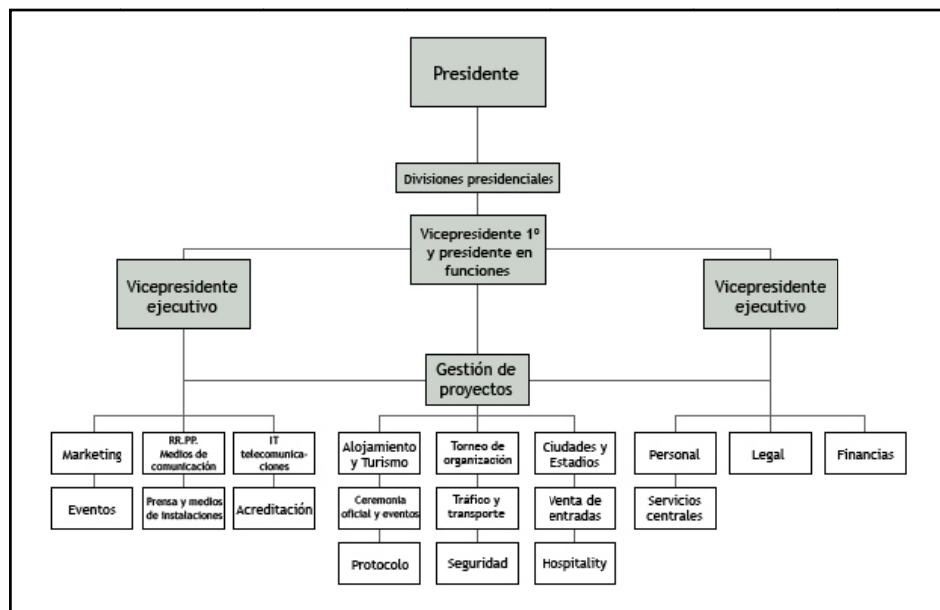 Presidente
Divisiones presidenciales
Vicepresidente 1º
y presidente en
funciones
Vicepresidente
ejecutivo
Vicepresidente
ejecutivo
Gestión de
proyectos
Marketing
RR.PP.
Medios de
comunicación
IT
telecomunica-
ciones
Alojamiento
y Turismo
Torneo de
organización
Ciudades y
Estadios
Personal
Legal
Financias
Eventos
Prensa y medios
de instalaciones
Acreditación
Ceremonia
oficial y eventos
Tráfico y
transporte
Venta de
entradas
Servicios
centrales
Protocolo
Seguridad
Hospitality